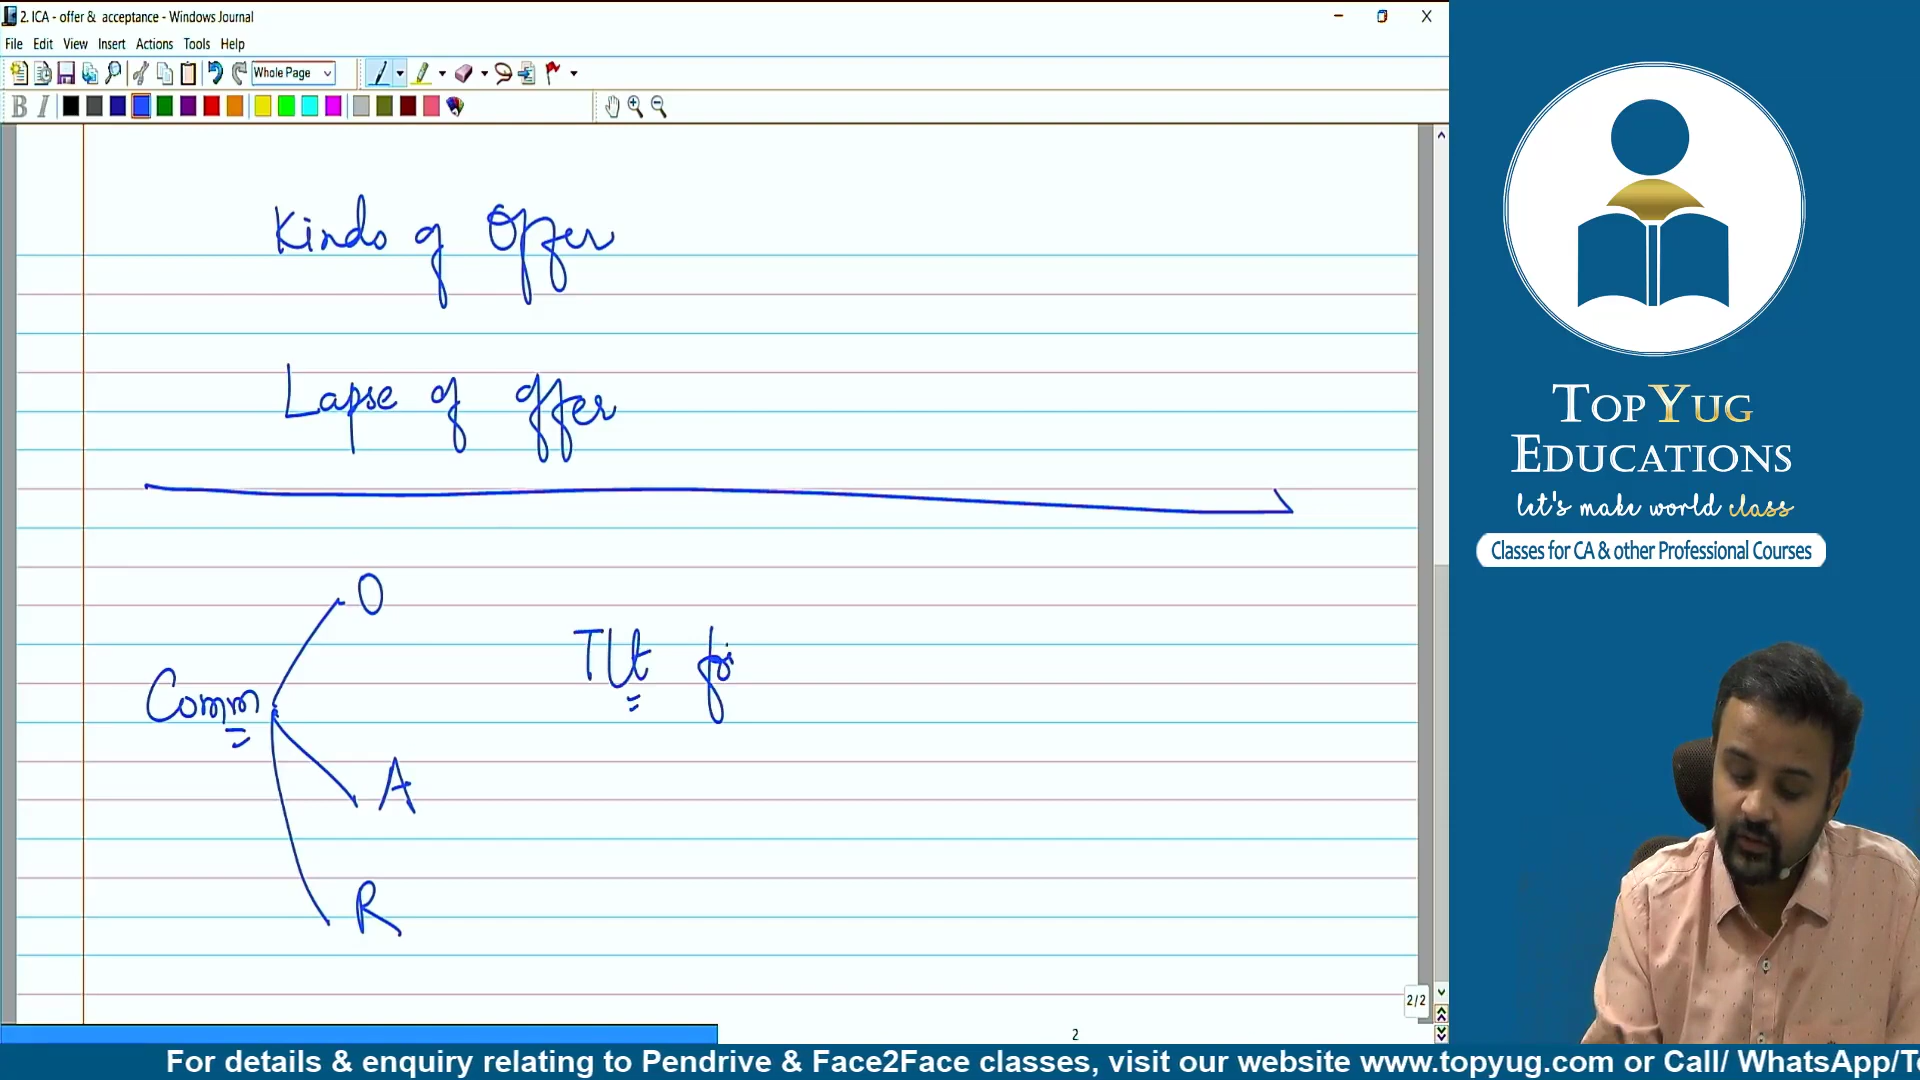 2. ICA - offer & acceptance - Windows Journal
File Edit View Insert Actions Tools Help
Whole Page
B I
Kinds of Offer
Lapse of offer
O
Comm
A
R
2/2
2
TOPYUG
EDUCATIONS
let's make world class
Classes for CA & other Professional Courses
For details & enquiry relating to Pendrive & Face2Face classes, visit our website www.topyug.com or Call/ WhatsApp/Te